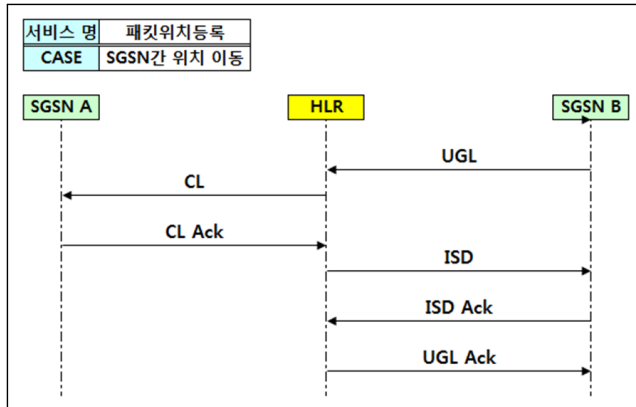 서비스 명 패킷위치등록
CASE SGSN간 위치 이동
SGSN A HLR SGSN B
UGL
CL
CL Ack
ISD
ISD Ack
UGL Ack